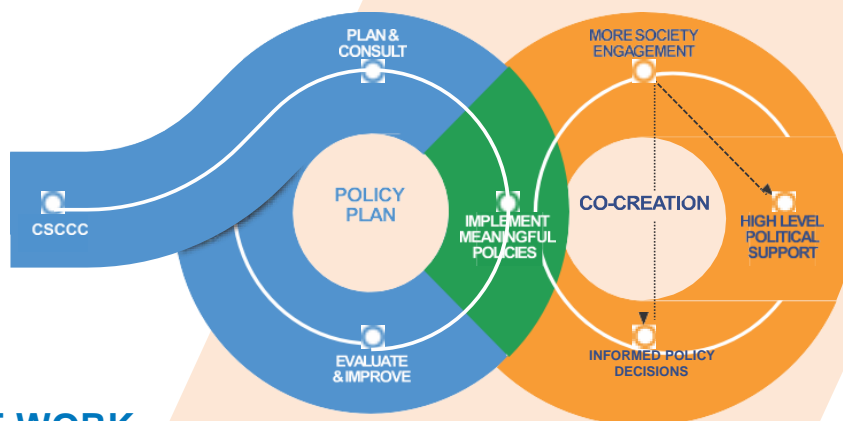 PLAN &
CONSULT
MORE SOCIETY
ENGAGEMENT
POLICY
PLAN
CO-CREATION
CSCCC
IMPLEMENT
MEANINGFUL
POLICIES
HIGH LEVEL
POLITICAL
SUPPORT
EVALUATE
& IMPROVE
INFORMED POLICY
DECISIONS
WORK